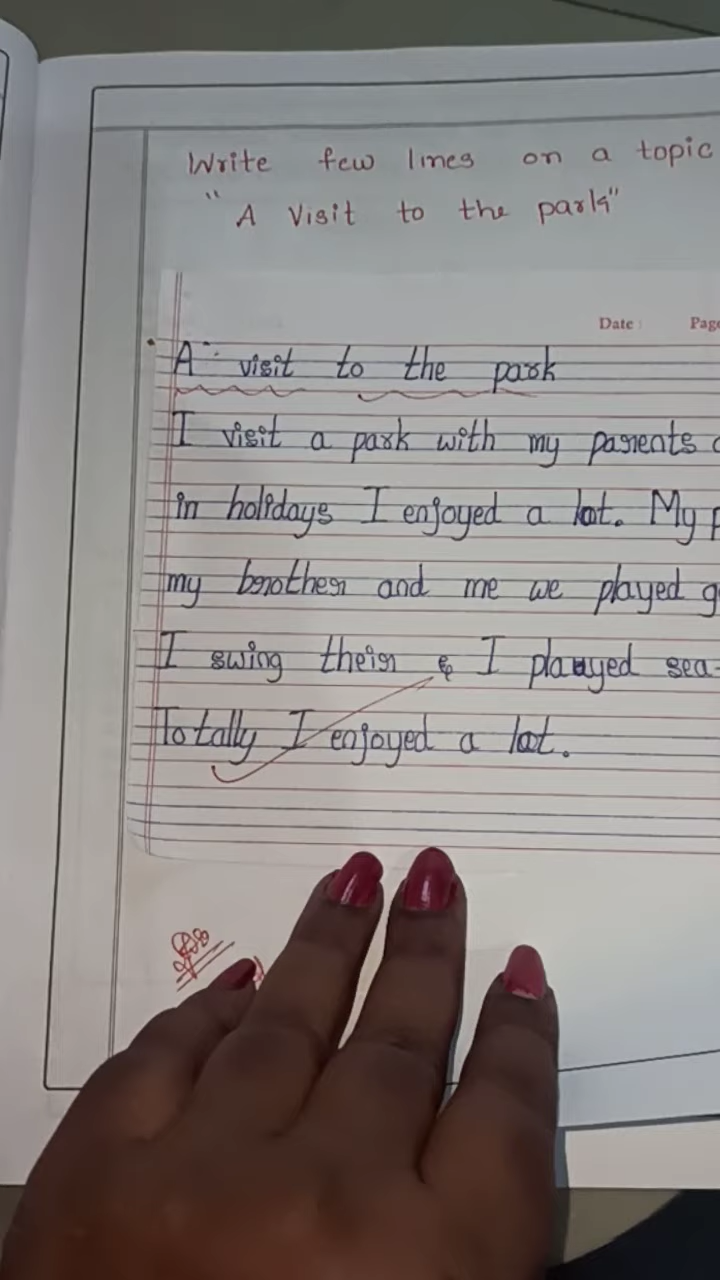 Write few lines on a topic
" A Visit to the park"
Date : Page
A visit to the park
I visit a park with my parents
in holidays I enjoyed a lot. My
my brother and me we played
I swing their & I played sea-
Totally I enjoyed a lot.